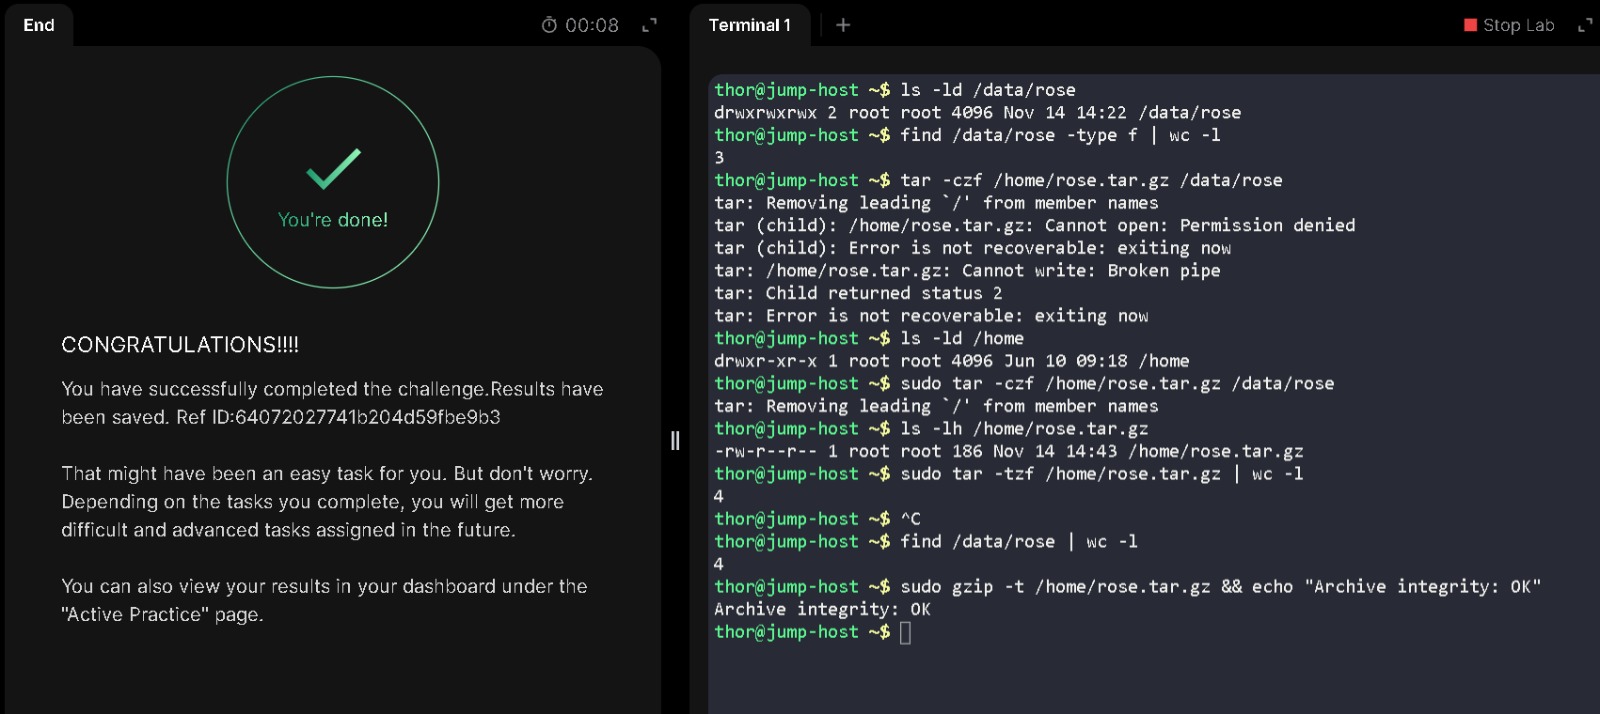 End
00:08
Terminal 1
+
Stop Lab
You're done!
CONGRATULATIONS!!!!
You have successfully completed the challenge.Results have
been saved. Ref ID:64072027741b204d59fbe9b3
That might have been an easy task for you. But don't worry.
Depending on the tasks you complete, you will get more
difficult and advanced tasks assigned in the future.
You can also view your results in your dashboard under the
"Active Practice" page.
thor@jump-host ~$ ls -ld /data/rose
drwxrwxrwx 2 root root 4096 Nov 14 14:22 /data/rose
thor@jump-host ~$ find /data/rose -type f | wc -l
3
thor@jump-host ~$ tar -czf /home/rose.tar.gz /data/rose
tar: Removing leading `/' from member names
tar (child): /home/rose.tar.gz: Cannot open: Permission denied
tar (child): Error is not recoverable: exiting now
tar: /home/rose.tar.gz: Cannot write: Broken pipe
tar: Child returned status 2
tar: Error is not recoverable: exiting now
thor@jump-host ~$ ls -ld /home
drwxr-xr-x 1 root root 4096 Jun 10 09:18 /home
thor@jump-host ~$ sudo tar -czf /home/rose.tar.gz /data/rose
tar: Removing leading `/' from member names
thor@jump-host ~$ ls -lh /home/rose.tar.gz
-rw-r--r-- 1 root root 186 Nov 14 14:43 /home/rose.tar.gz
thor@jump-host ~$ sudo tar -tzf /home/rose.tar.gz | wc -l
4
thor@jump-host ~$ ^C
thor@jump-host ~$ find /data/rose | wc -l
4
thor@jump-host ~$ sudo gzip -t /home/rose.tar.gz && echo "Archive integrity: OK"
Archive integrity: OK
thor@jump-host ~$